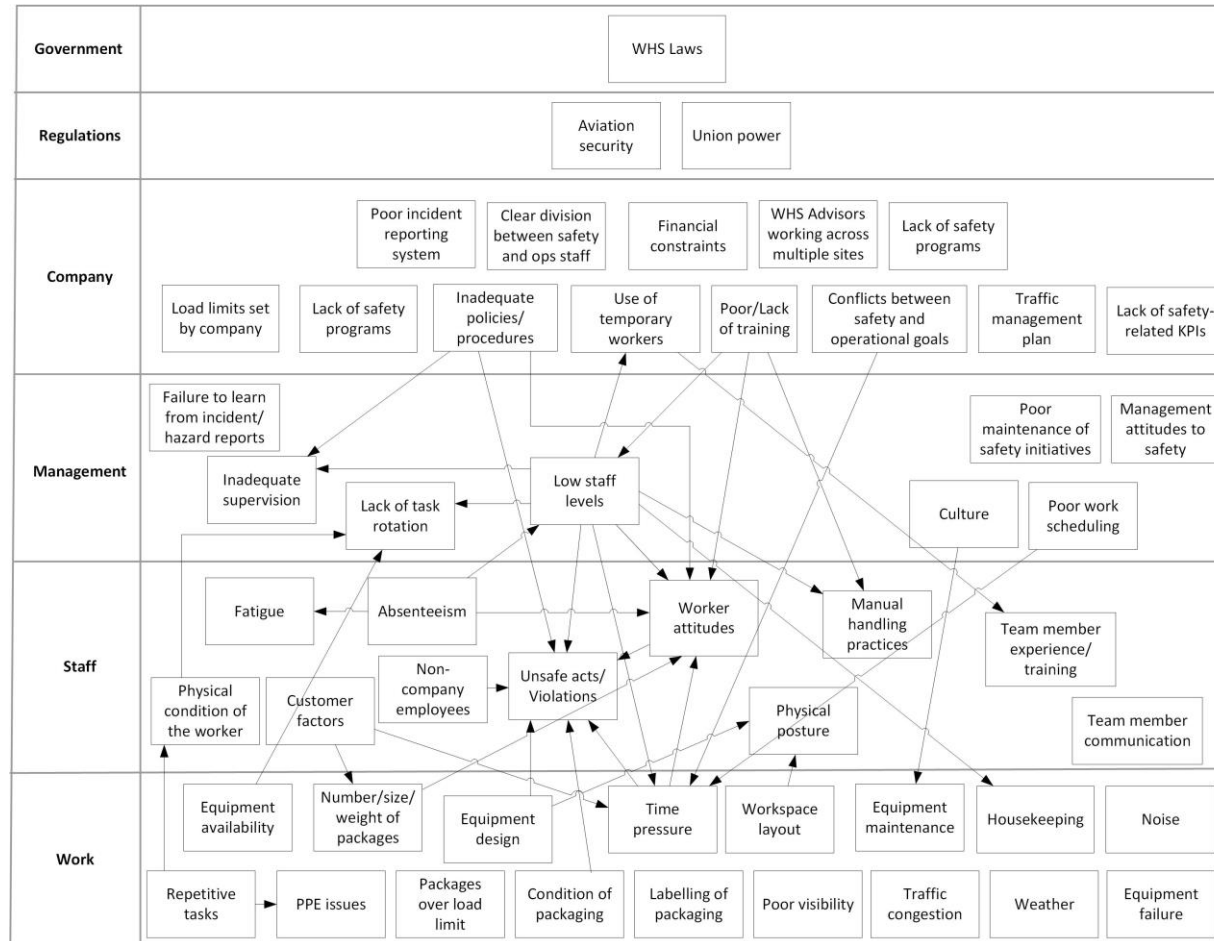 Government
WHS Laws
Regulations
Aviation
security
Union power
Company
Poor incident
reporting
system
Clear division
between safety
and ops staff
Financial
constraints
WHS Advisors
working across
multiple sites
Lack of safety
programs
Load limits set
by company
Lack of safety
programs
Inadequate
policies/
procedures
Use of
temporary
workers
Poor/Lack
of training
Conflicts between
safety and
operational goals
Traffic
management
plan
Lack of safety-
related KPIs
Management
Failure to learn
from incident/
hazard reports
Inadequate
supervision
Lack of task
rotation
Low staff
levels
Poor
maintenance of
safety initiatives
Management
attitudes to
safety
Culture
Poor work
scheduling
Staff
Fatigue
Absenteeism
Worker
attitudes
Manual
handling
practices
Team member
experience/
training
Physical
condition of
the worker
Customer
factors
Non-
company
employees
Unsafe acts/
Violations
Physical
posture
Team member
communication
Work
Equipment
availability
Number/size/
weight of
packages
Equipment
design
Time
pressure
Workspace
layout
Equipment
maintenance
Housekeeping
Noise
Repetitive
tasks
PPE issues
Packages
over load
limit
Condition of
packaging
Labelling of
packaging
Poor visibility
Traffic
congestion
Weather
Equipment
failure